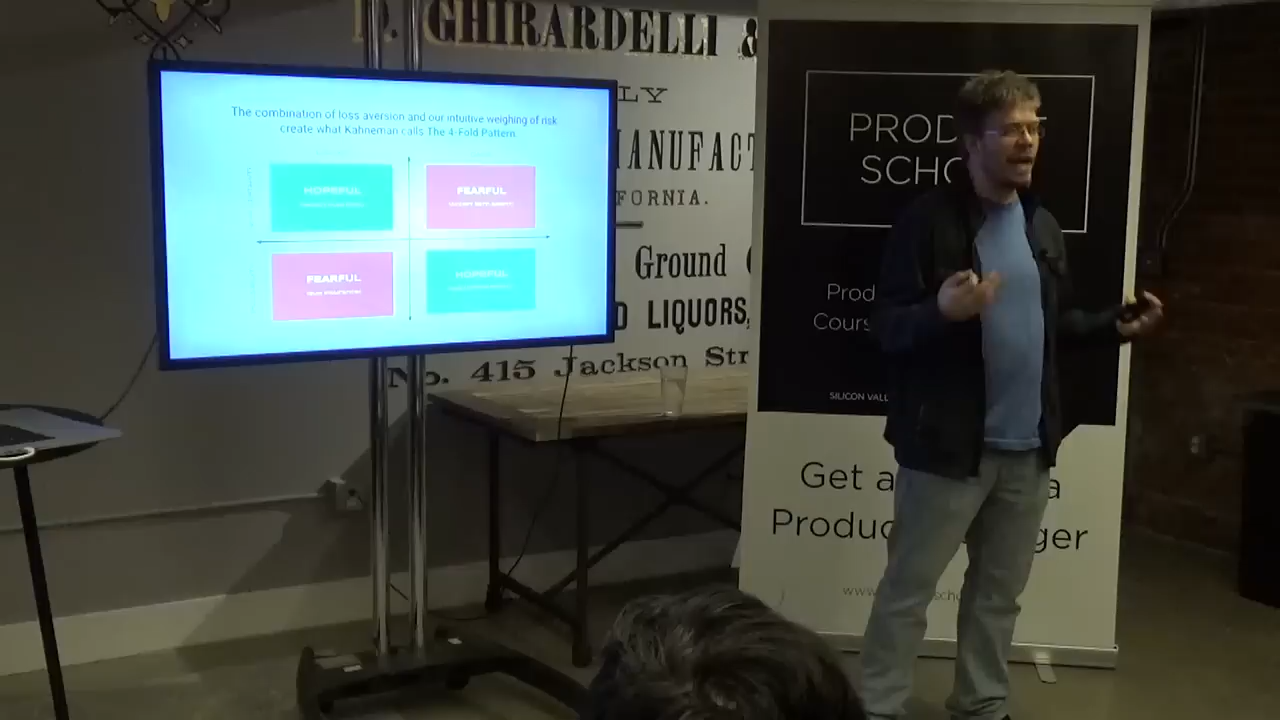 D. GHIRARDELLI &
LY
MANUFACT
FORNIA.
Ground
LIQUORS,
No. 415 Jackson Str
The combination of loss aversion and our intuitive weighing of risk
create what Kahneman calls The 4-Fold Pattern
HOPEFUL
FEARFUL
FEARFUL
HOPEFUL
PROD
SCHO
Prod
Cours
SILICON VALL
Get a a
Produc ger
www.